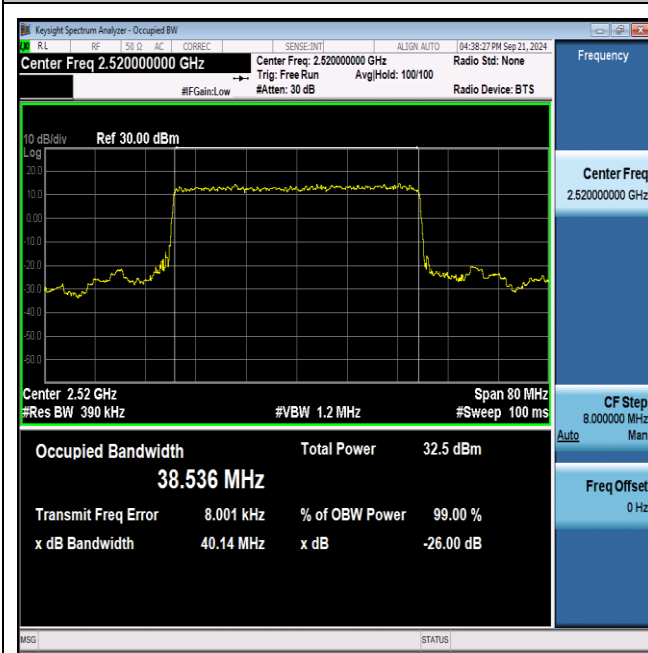 Keysight Spectrum Analyzer - Occupied BW
RL RF 50 Ω AC CORREC SENSE:INT ALIGN AUTO 04:38:27 PM Sep 21, 2024
Center Freq 2.520000000 GHz Center Freq: 2.520000000 GHz Radio Std: None
Trig: Free Run Avg|Hold: 100/100
#IFGain:Low #Atten: 30 dB Radio Device: BTS
10 dB/div Ref 30.00 dBm
Log
20.0
10.0
0.00
-10.0
-20.0
-30.0
-40.0
-50.0
-60.0
Center 2.52 GHz Span 80 MHz
#Res BW 390 kHz #VBW 1.2 MHz #Sweep 100 ms
Occupied Bandwidth Total Power 32.5 dBm
38.536 MHz
Transmit Freq Error 8.001 kHz % of OBW Power 99.00 %
x dB Bandwidth 40.14 MHz x dB -26.00 dB
MSG STATUS
Frequency
Center Freq
2.520000000 GHz
CF Step
8.000000 MHz
Auto Man
Freq Offset
0 Hz